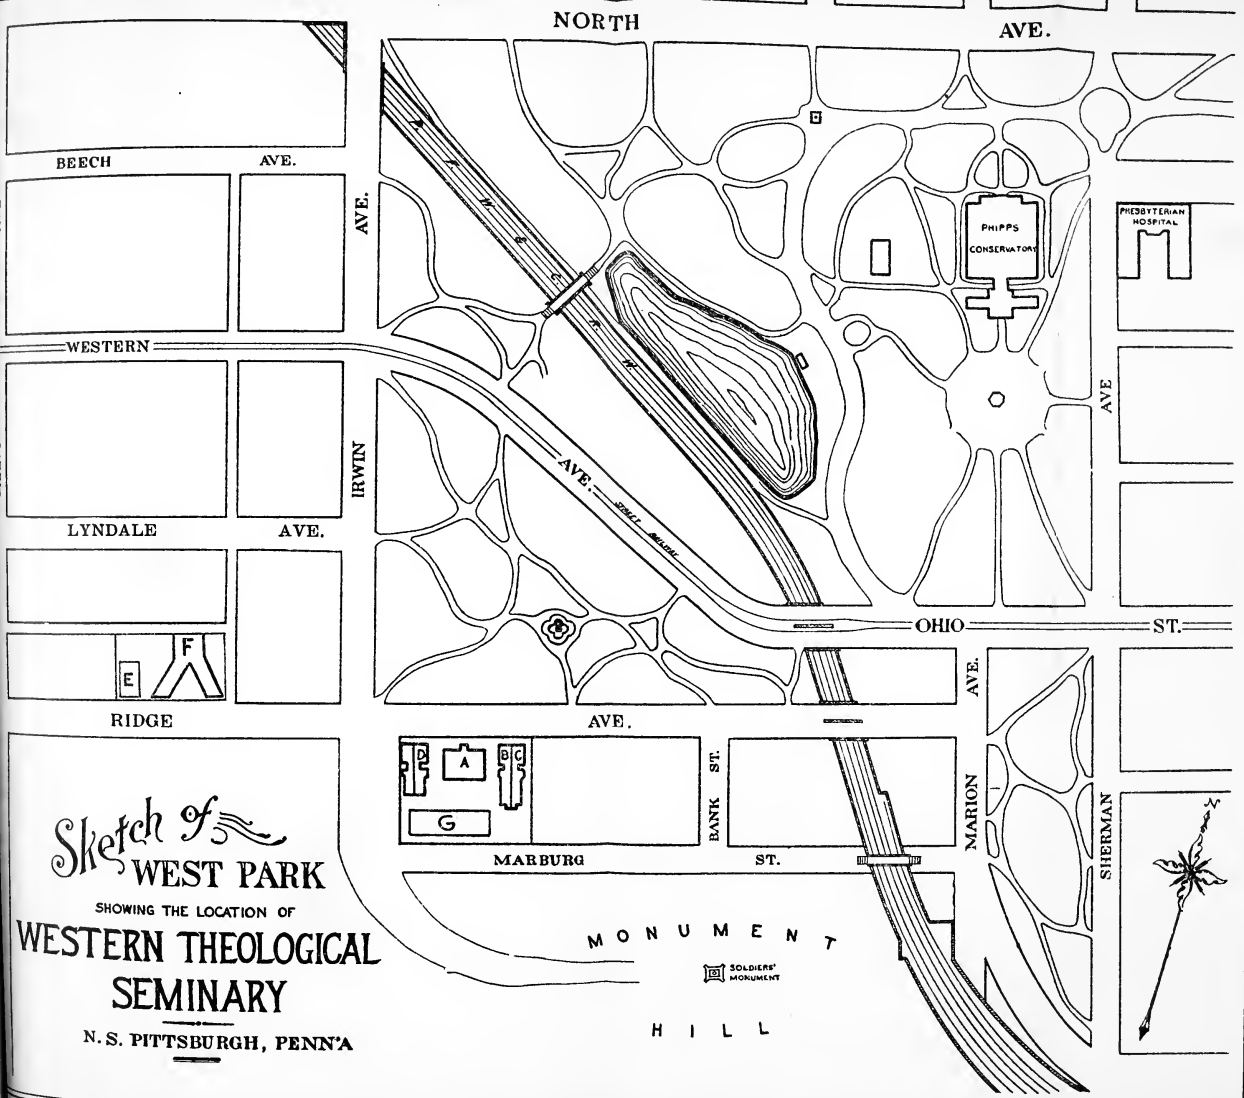 NORTH AVE.
BEECH AVE.
AVE.
P. F. W. & C. R. W.
PRESBYTERIAN
HOSPITAL
PHIPPS
CONSERVATORY
WESTERN
AVE.
STREET RAILWAY
IRWIN
AVE
LYNDALE AVE.
OHIO ST.
E
F
RIDGE AVE.
AVE.
D
A
B C
G
BANK ST.
MARION
SHERMAN
MARBURG ST.
N
Sketch of
WEST PARK
SHOWING THE LOCATION OF
WESTERN THEOLOGICAL
SEMINARY
N. S. PITTSBURGH, PENN'A
MONUMENT
SOLDIERS'
MONUMENT
HILL